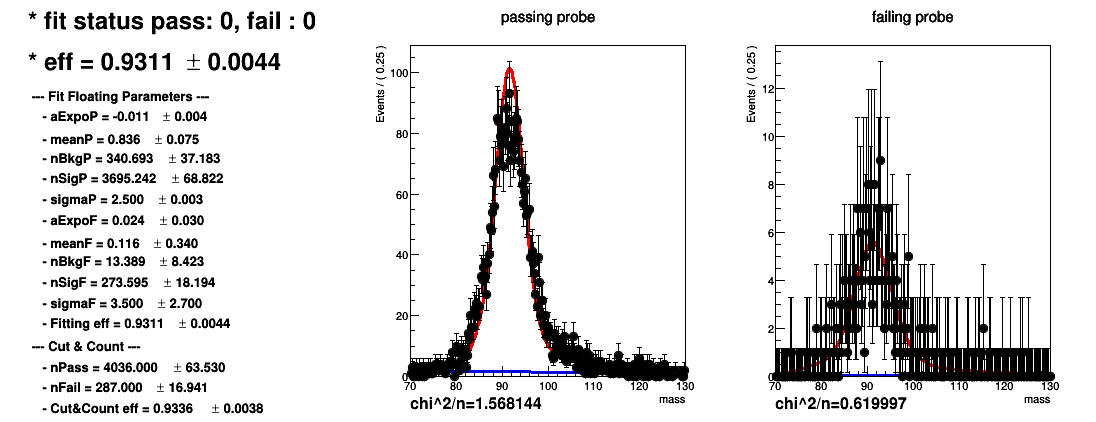 * fit status pass: 0, fail : 0
* eff = 0.9311 ± 0.0044
--- Fit Floating Parameters ---
- aExpoP = -0.011 ± 0.004
- meanP = 0.836 ± 0.075
- nBkgP = 340.693 ± 37.183
- nSigP = 3695.242 ± 68.822
- sigmaP = 2.500 ± 0.003
- aExpoF = 0.024 ± 0.030
- meanF = 0.116 ± 0.340
- nBkgF = 13.389 ± 8.423
- nSigF = 273.595 ± 18.194
- sigmaF = 3.500 ± 2.700
- Fitting eff = 0.9311 ± 0.0044
--- Cut & Count ---
- nPass = 4036.000 ± 63.530
- nFail = 287.000 ± 16.941
- Cut&Count eff = 0.9336 ± 0.0038
passing probe
Events / ( 0.25 )
100
80
60
40
20
0
70 80 90 100 110 120 130
mass
chi^2/n=1.568144
failing probe
Events / ( 0.25 )
12
10
8
6
4
2
0
70 80 90 100 110 120 130
mass
chi^2/n=0.619997